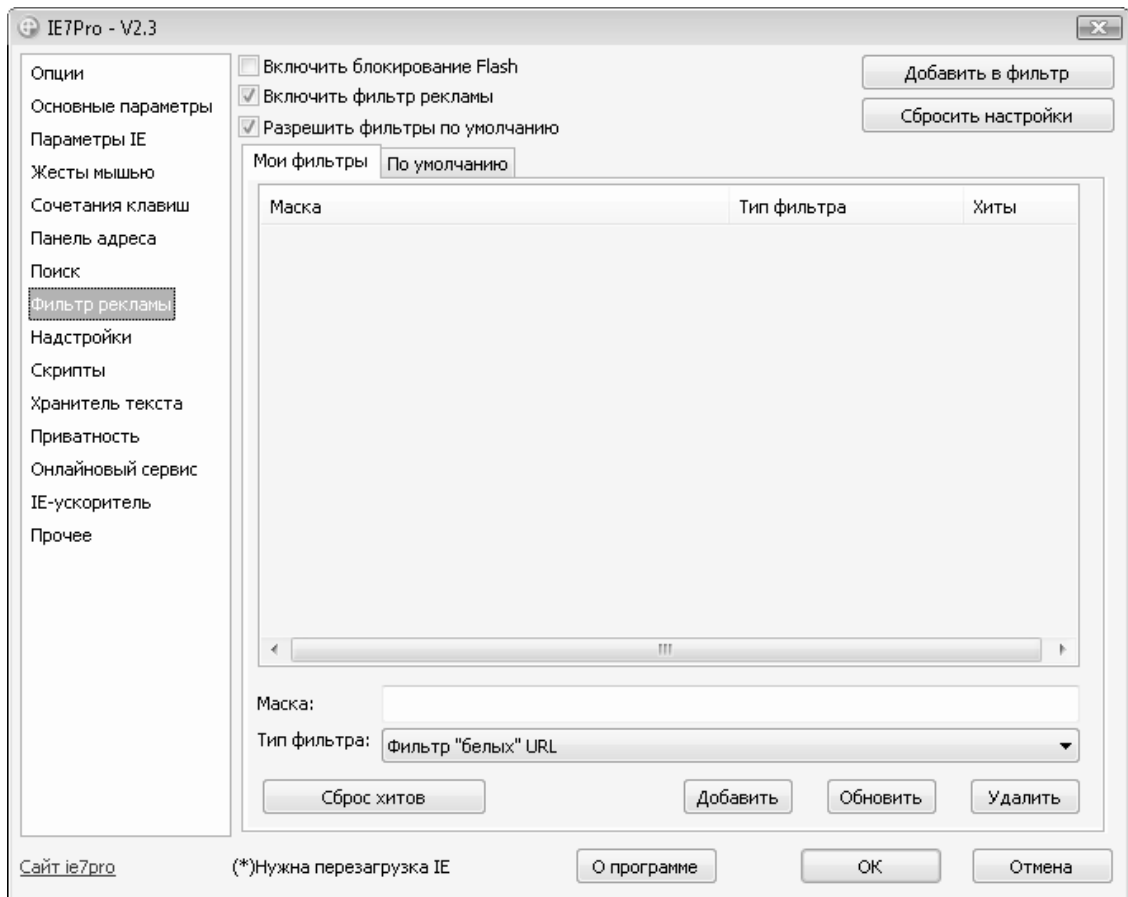 IE7Pro - V2.3
Опции
Основные параметры
Параметры IE
Жесты мышью
Сочетания клавиш
Панель адреса
Поиск
Фильтр рекламы
Надстройки
Скрипты
Хранитель текста
Приватность
Онлайновый сервис
IE-ускоритель
Прочее
Включить блокирование Flash
Включить фильтр рекламы
Разрешить фильтры по умолчанию
Добавить в фильтр
Сбросить настройки
Мои фильтры По умолчанию
Маска Тип фильтра Хиты
Маска:
Тип фильтра: Фильтр "белых" URL
Сброс хитов Добавить Обновить Удалить
Сайт ie7pro (*)Нужна перезагрузка IE О программе OK Отмена